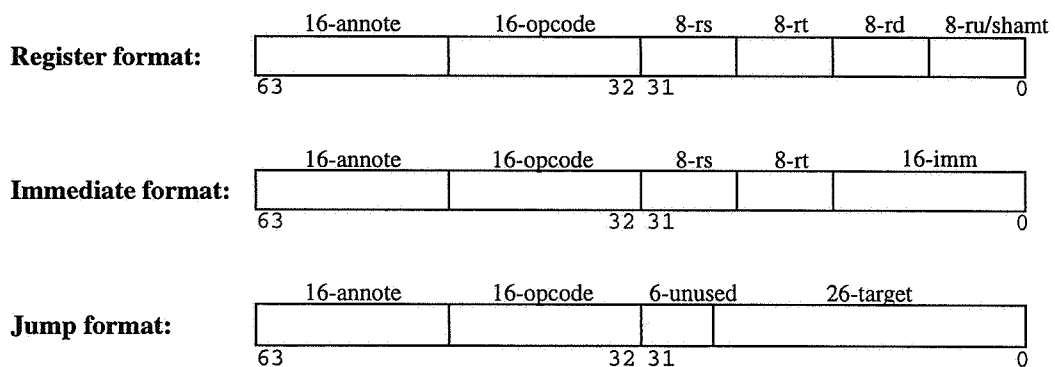 16-annote 16-opcode 8-rs 8-rt 8-rd 8-ru/shamt
Register format:
63 32 31 0
16-annote 16-opcode 8-rs 8-rt 16-imm
Immediate format:
63 32 31 0
16-annote 16-opcode 6-unused 26-target
Jump format:
63 32 31 0